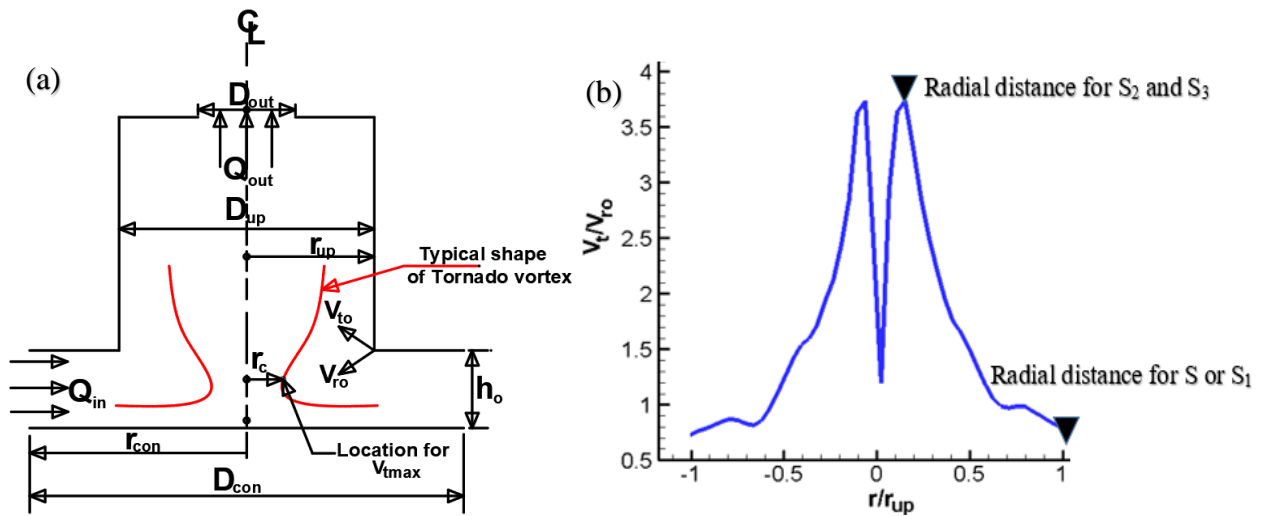 (a)
CL
Dout
Qout
Dup
rup
Typical shape
of Tornado vortex
Vto
Vro
rc
Qin
ho
rcon
Location for
Vtmax
Dcon
(b)
Radial distance for S2 and S3
Radial distance for S or S1
Vt/Vro
4
3.5
3
2.5
2
1.5
1
0.5
-1
-0.5
0
0.5
1
r/rup